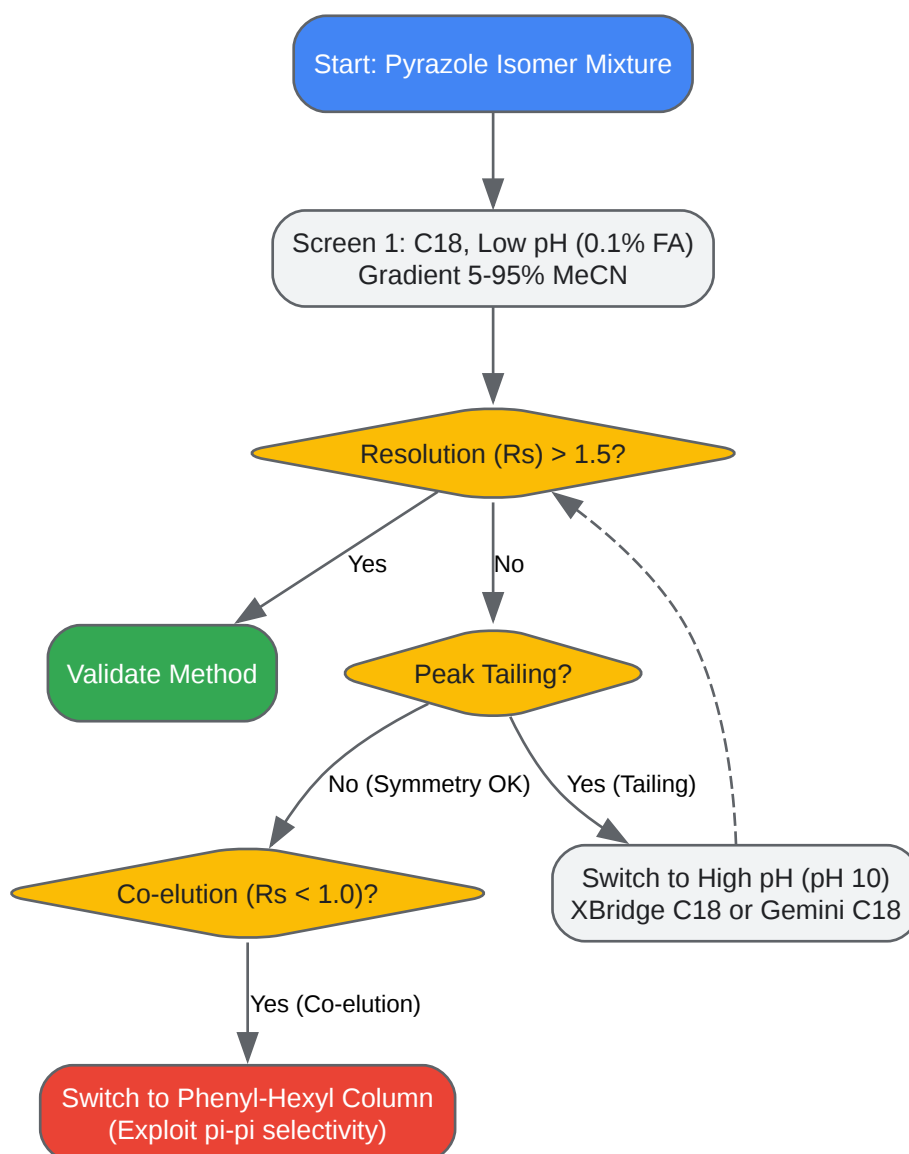 Start: Pyrazole Isomer Mixture
Screen 1: C18, Low pH (0.1% FA)
Gradient 5-95% MeCN
Resolution (Rs) > 1.5?
Yes
No
Validate Method
Peak Tailing?
No (Symmetry OK)
Yes (Tailing)
Co-elution (Rs < 1.0)?
Switch to High pH (pH 10)
XBridge C18 or Gemini C18
Yes (Co-elution)
Switch to Phenyl-Hexyl Column
(Exploit pi-pi selectivity)